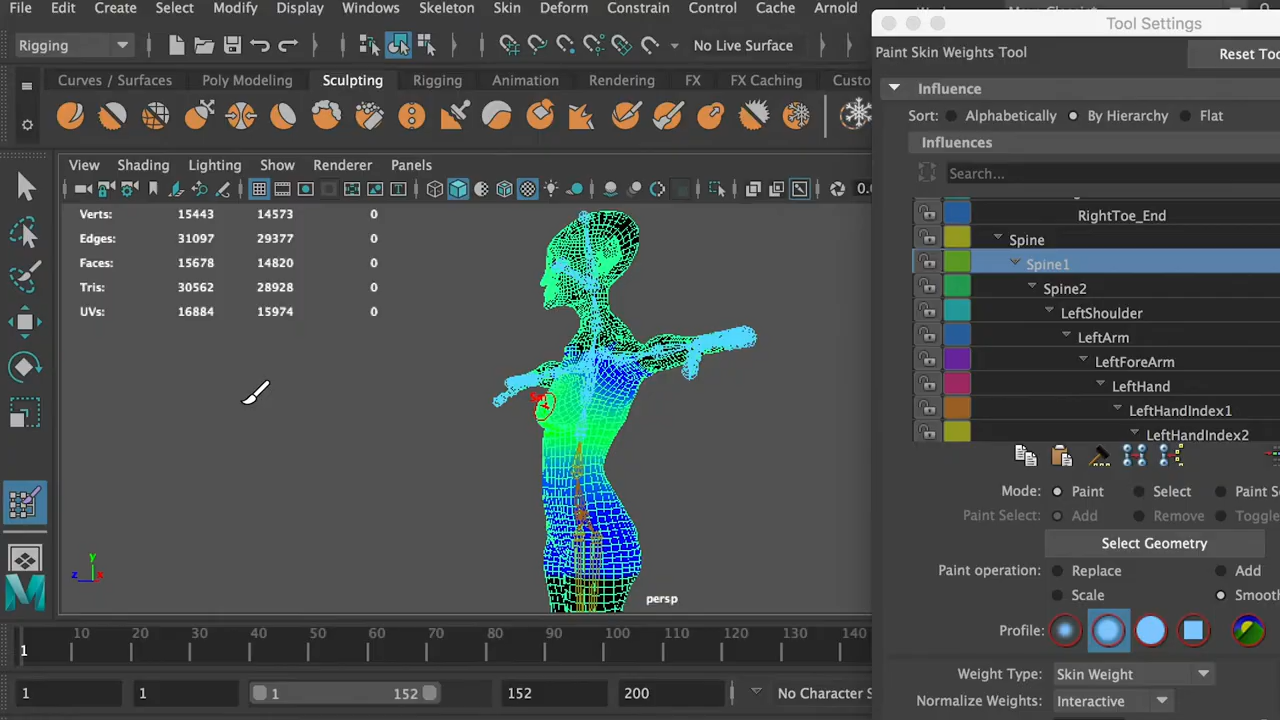 File Edit Create Select Modify Display Windows Skeleton Skin Deform Constrain Control Cache Arnold
Tool Settings
Rigging No Live Surface
Paint Skin Weights Tool Reset Too
Curves / Surfaces Poly Modeling Sculpting Rigging Animation Rendering FX FX Caching Custo
Influence
Sort: Alphabetically By Hierarchy Flat
Influences
View Shading Lighting Show Renderer Panels
Search...
0.0
Verts: 15443 14573 0
Edges: 31097 29377 0
Faces: 15678 14820 0
Tris: 30562 28928 0
UVs: 16884 15974 0
RightToe_End
Spine
Spine1
Spine2
LeftShoulder
LeftArm
LeftForeArm
LeftHand
LeftHandIndex1
LeftHandIndex2
Mode: Paint Select Paint Se
Paint Select: Add Remove Toggle
Select Geometry
Paint operation: Replace Add
Scale Smooth
Profile:
Weight Type: Skin Weight
Normalize Weights: Interactive
y
z x
persp
10 20 30 40 50 60 70 80 90 100 110 120 130 140
1
1 1 1 152 152 200 No Character S